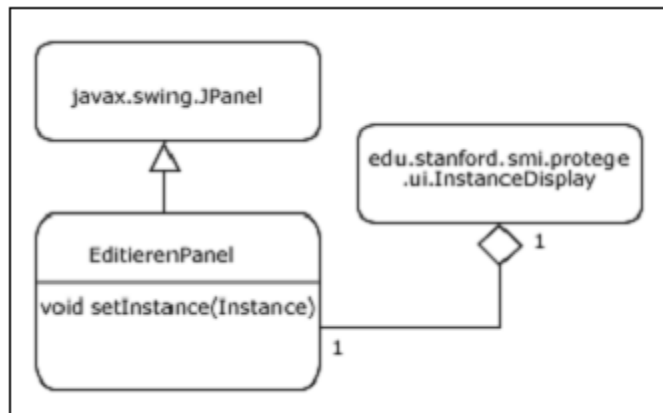 javax.swing.JPanel
edu.stanford.smi.protege
.ui.InstanceDisplay
1
EditierenPanel
void setInstance(Instance)
1